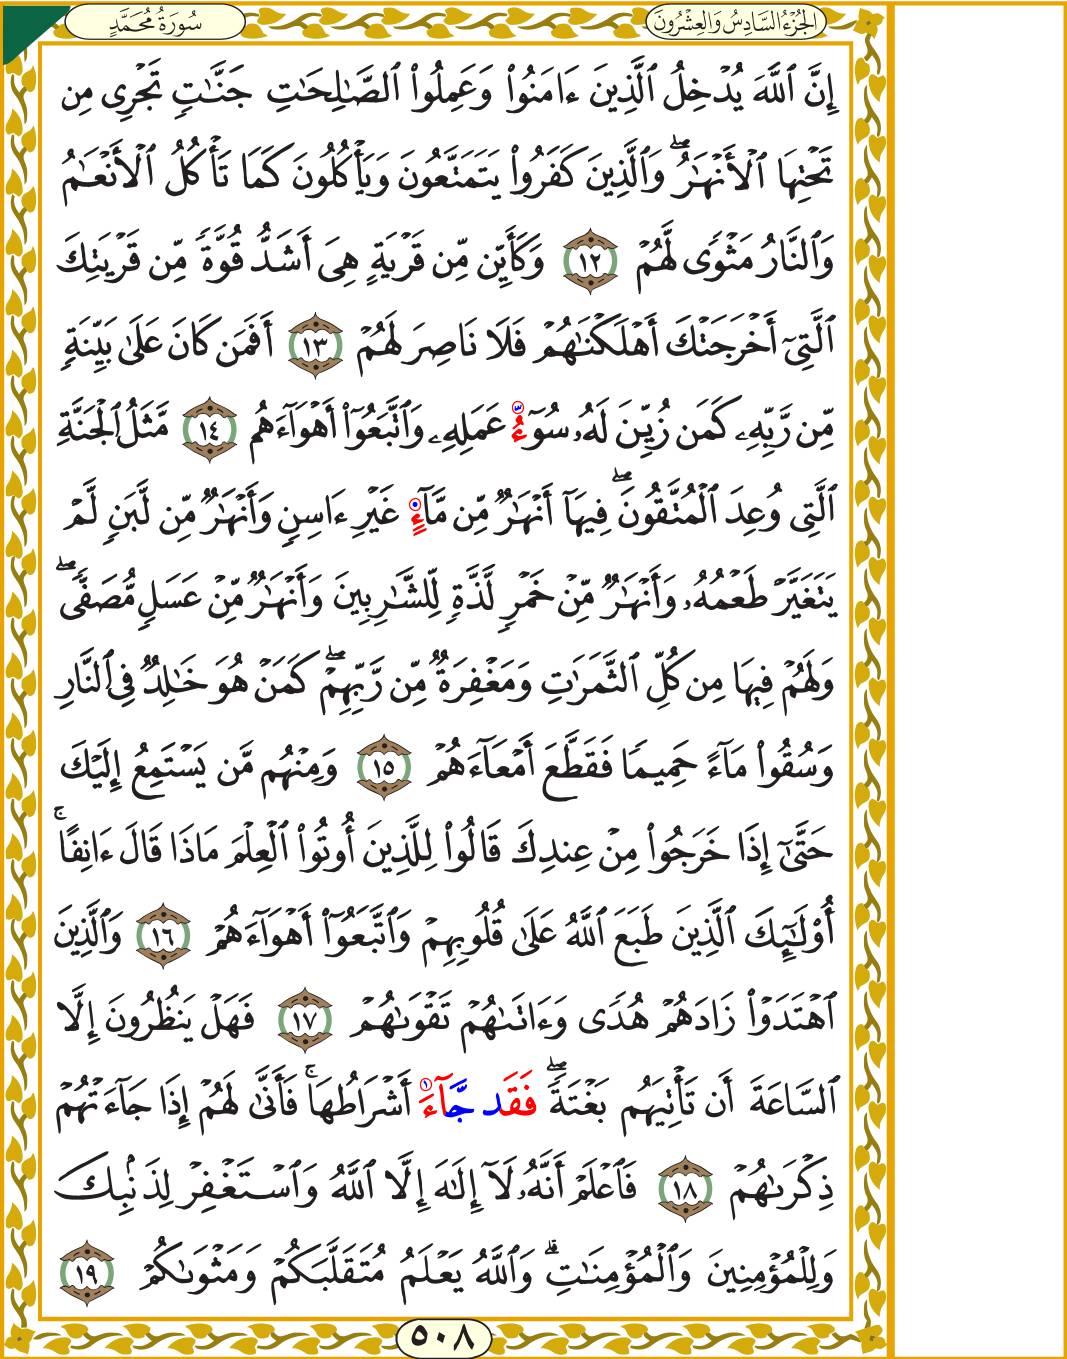 سُورَةُ مُحَمَّدٍ
الجُزْءُ السَّادِسُ وَالعِشْرُونَ
إِنَّ ٱللَّهَ يُدْخِلُ ٱلَّذِينَ ءَامَنُوا۟ وَعَمِلُوا۟ ٱلصَّـٰلِحَـٰتِ جَنَّـٰتٍ تَجْرِى مِن
تَحْتِهَا ٱلْأَنْهَـٰرُ ۖ وَٱلَّذِينَ كَفَرُوا۟ يَتَمَتَّعُونَ وَيَأْكُلُونَ كَمَا تَأْكُلُ ٱلْأَنْعَـٰمُ
وَٱلنَّارُ مَثْوًى لَّهُمْ ١٢ وَكَأَيِّن مِّن قَرْيَةٍ هِىَ أَشَدُّ قُوَّةً مِّن قَرْيَتِكَ
ٱلَّتِىٓ أَخْرَجَتْكَ أَهْلَكْنَـٰهُمْ فَلَا نَاصِرَ لَهُمْ ١٣ أَفَمَن كَانَ عَلَىٰ بَيِّنَةٍ
مِّن رَّبِّهِۦ كَمَن زُيِّنَ لَهُۥ سُوٓءُ عَمَلِهِۦ وَٱتَّبَعُوٓا۟ أَهْوَآءَهُم ١٤ مَّثَلُ ٱلْجَنَّةِ
ٱلَّتِى وُعِدَ ٱلْمُتَّقُونَ ۖ فِيهَآ أَنْهَـٰرٌ مِّن مَّآءٍ غَيْرِ ءَاسِنٍ وَأَنْهَـٰرٌ مِّن لَّبَنٍ لَّمْ
يَتَغَيَّرْ طَعْمُهُۥ وَأَنْهَـٰرٌ مِّنْ خَمْرٍ لَّذَّةٍ لِّلشَّـٰرِبِينَ وَأَنْهَـٰرٌ مِّنْ عَسَلٍ مُّصَفًّى ۖ
وَلَهُمْ فِيهَا مِن كُلِّ ٱلثَّمَرَٰتِ وَمَغْفِرَةٌ مِّن رَّبِّهِمْ ۖ كَمَنْ هُوَ خَـٰلِدٌ فِى ٱلنَّارِ
وَسُقُوا۟ مَآءً حَمِيمًا فَقَطَّعَ أَمْعَآءَهُمْ ١٥ وَمِنْهُم مَّن يَسْتَمِعُ إِلَيْكَ
حَتَّىٰٓ إِذَا خَرَجُوا۟ مِنْ عِندِكَ قَالُوا۟ لِلَّذِينَ أُوتُوا۟ ٱلْعِلْمَ مَاذَا قَالَ ءَانِفًا ۚ
أُو۟لَـٰٓئِكَ ٱلَّذِينَ طَبَعَ ٱللَّهُ عَلَىٰ قُلُوبِهِمْ وَٱتَّبَعُوٓا۟ أَهْوَآءَهُمْ ١٦ وَٱلَّذِينَ
ٱهْتَدَوْا۟ زَادَهُمْ هُدًى وَءَاتَىٰهُمْ تَقْوَىٰهُمْ ١٧ فَهَلْ يَنظُرُونَ إِلَّا
ٱلسَّاعَةَ أَن تَأْتِيَهُم بَغْتَةً ۖ فَقَد جَّآءَ ١ أَشْرَاطُهَا ۚ فَأَنَّىٰ لَهُمْ إِذَا جَآءَتْهُمْ
ذِكْرَىٰهُمْ ١٨ فَٱعْلَمْ أَنَّهُۥ لَآ إِلَـٰهَ إِلَّا ٱللَّهُ وَٱسْتَغْفِرْ لِذَنۢبِكَ
وَلِلْمُؤْمِنِينَ وَٱلْمُؤْمِنَـٰتِ ۗ وَٱللَّهُ يَعْلَمُ مُتَقَلَّبَكُمْ وَمَثْوَىٰكُمْ ١٩
٥٠٨